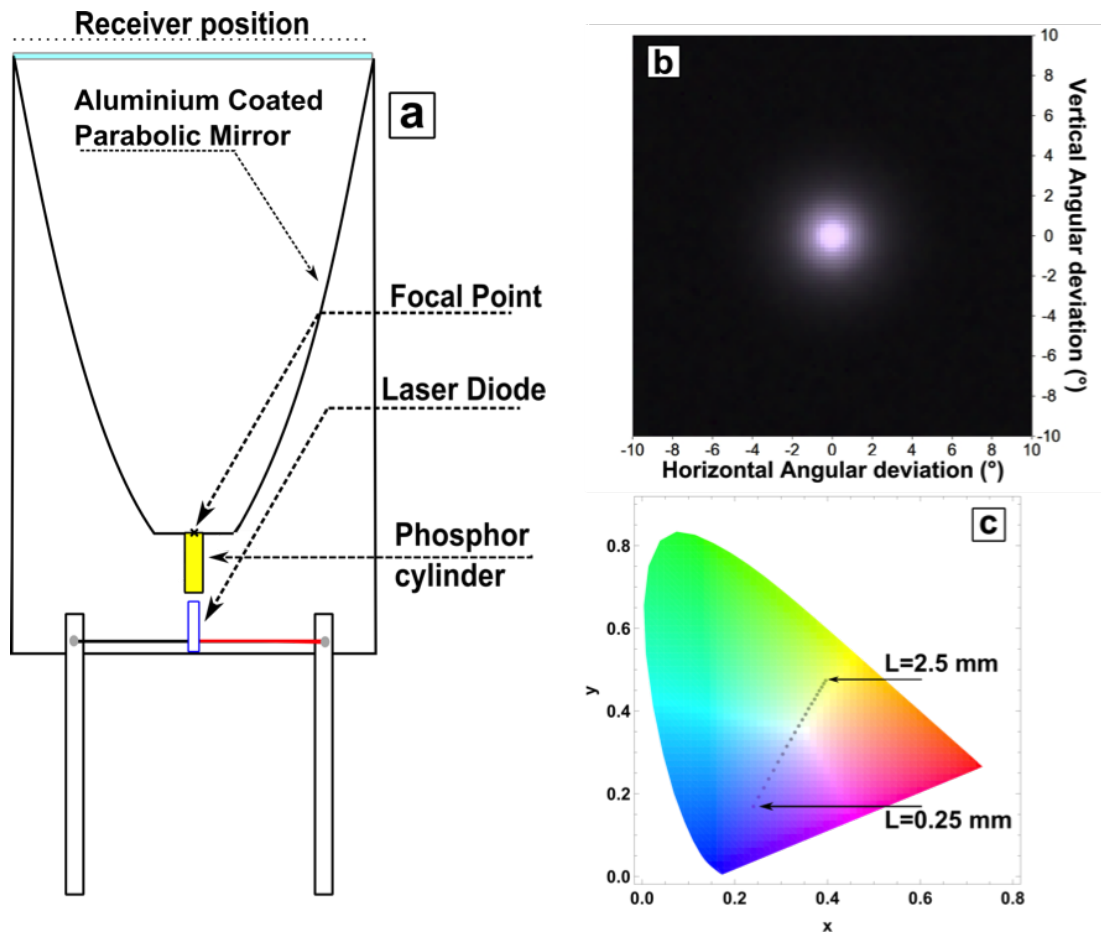 Receiver position
Aluminium Coated
Parabolic Mirror
a
Focal Point
Laser Diode
Phosphor
cylinder
b
10
8
6
4
2
0
-2
-4
-6
-8
-10
Vertical Angular deviation (°)
-10 -8 -6 -4 -2 0 2 4 6 8 10
Horizontal Angular deviation (°)
c
0.8
0.6
0.4
0.2
0.0
y
L=2.5 mm
L=0.25 mm
0.0 0.2 0.4 0.6 0.8
x